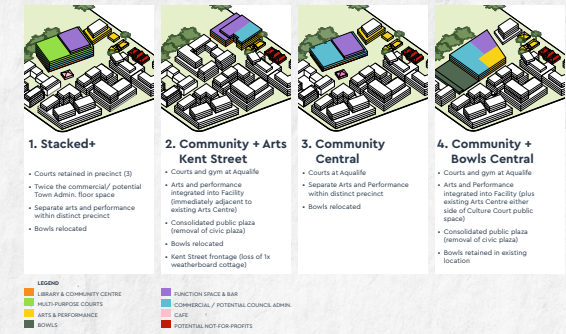 1. Stacked+
• Courts retained in precinct (3)
• Twice the commercial/ potential
Town Admin. floor space
• Separate arts and performance
within distinct precinct
• Bowls relocated
2. Community + Arts
Kent Street
• Courts and gym at Aqualife
• Arts and performance
integrated into Facility
(immediately adjacent to
existing Arts Centre)
• Consolidated public plaza
(removal of civic plaza)
• Bowls relocated
• Kent Street frontage (loss of 1x
weatherboard cottage)
3. Community
Central
• Courts at Aqualife
• Separate Arts and Performance
within distinct precinct
• Bowls relocated
4. Community +
Bowls Central
• Courts and gym at Aqualife
• Arts and Performance
integrated into Facility (plus
existing Arts Centre either
side of Culture Court public
space)
• Consolidated public plaza
(removal of civic plaza)
• Bowls retained in existing
location
LEGEND
LIBRARY & COMMUNITY CENTRE
MULTI-PURPOSE COURTS
ARTS & PERFORMANCE
BOWLS
FUNCTION SPACE & BAR
COMMERCIAL / POTENTIAL COUNCIL ADMIN.
CAFE
POTENTIAL NOT-FOR-PROFITS